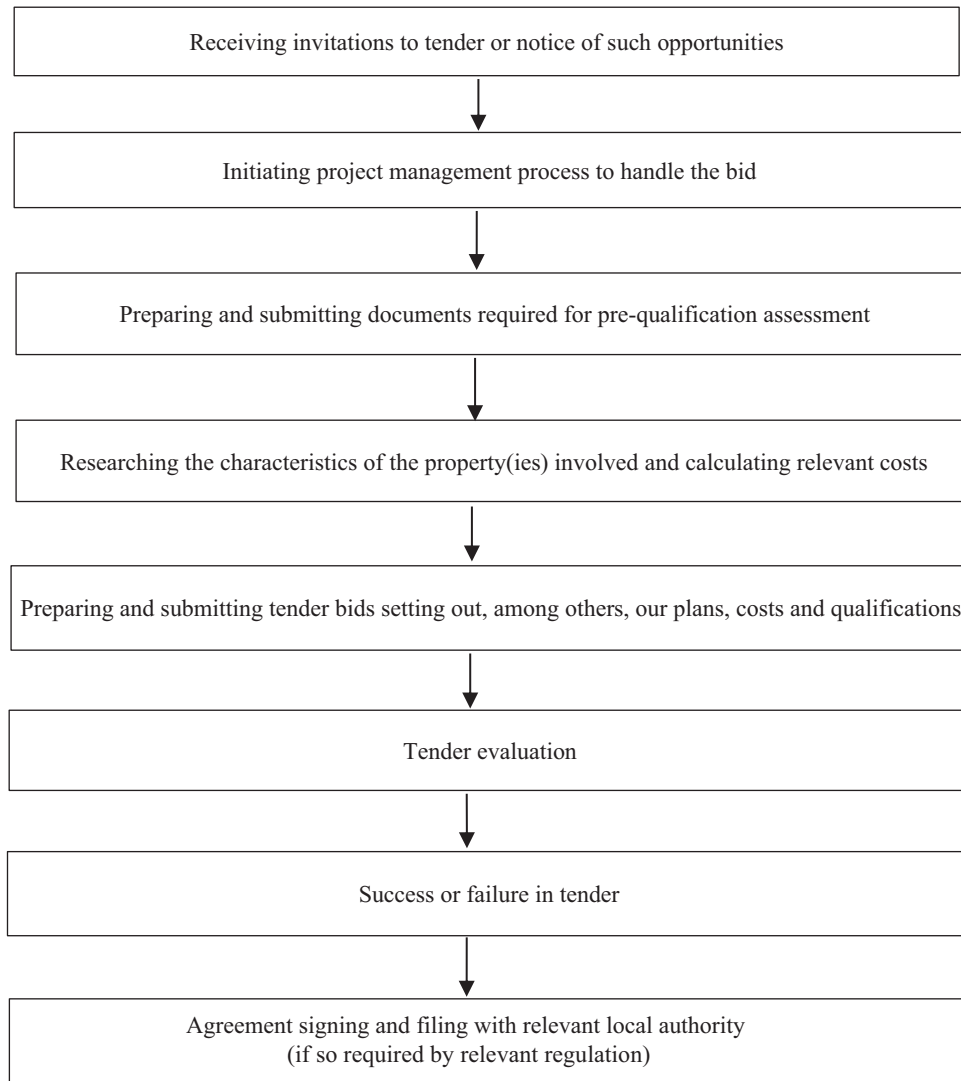 Receiving invitations to tender or notice of such opportunities
Initiating project management process to handle the bid
Preparing and submitting documents required for pre-qualification assessment
Researching the characteristics of the property(ies) involved and calculating relevant costs
Preparing and submitting tender bids setting out, among others, our plans, costs and qualifications
Tender evaluation
Success or failure in tender
Agreement signing and filing with relevant local authority
(if so required by relevant regulation)